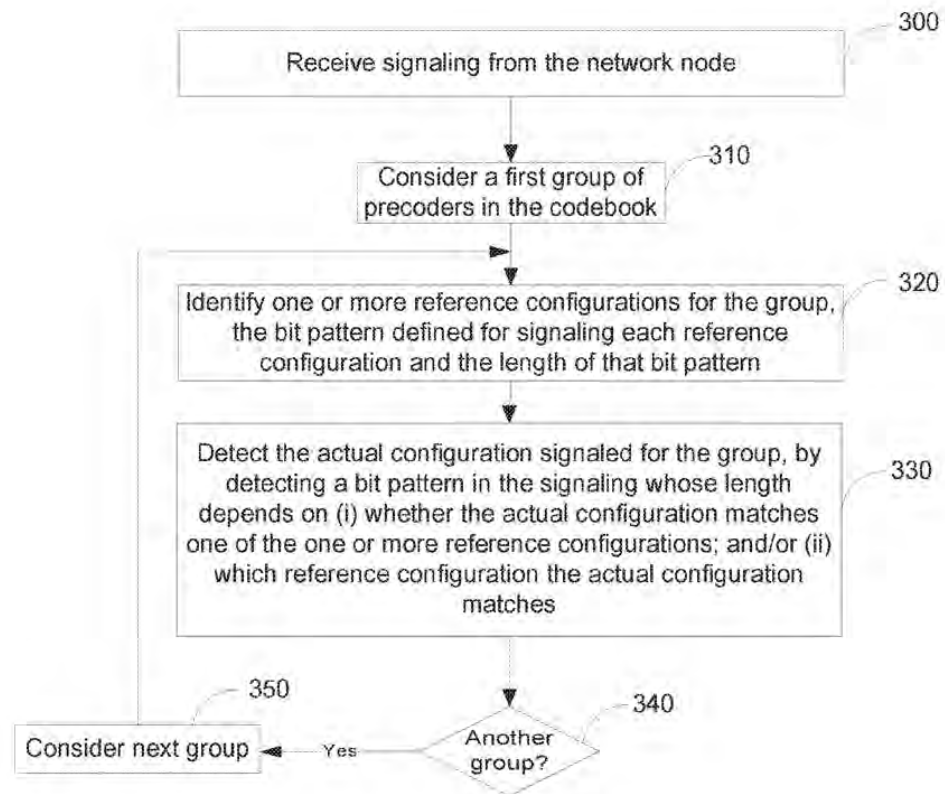 300
Receive signaling from the network node
310
Consider a first group of
precoders in the codebook
320
Identify one or more reference configurations for the group,
the bit pattern defined for signaling each reference
configuration and the length of that bit pattern
330
Detect the actual configuration signaled for the group, by
detecting a bit pattern in the signaling whose length
depends on (i) whether the actual configuration matches
one of the one or more reference configurations; and/or (ii)
which reference configuration the actual configuration
matches
350
340
Consider next group
Yes
Another
group?